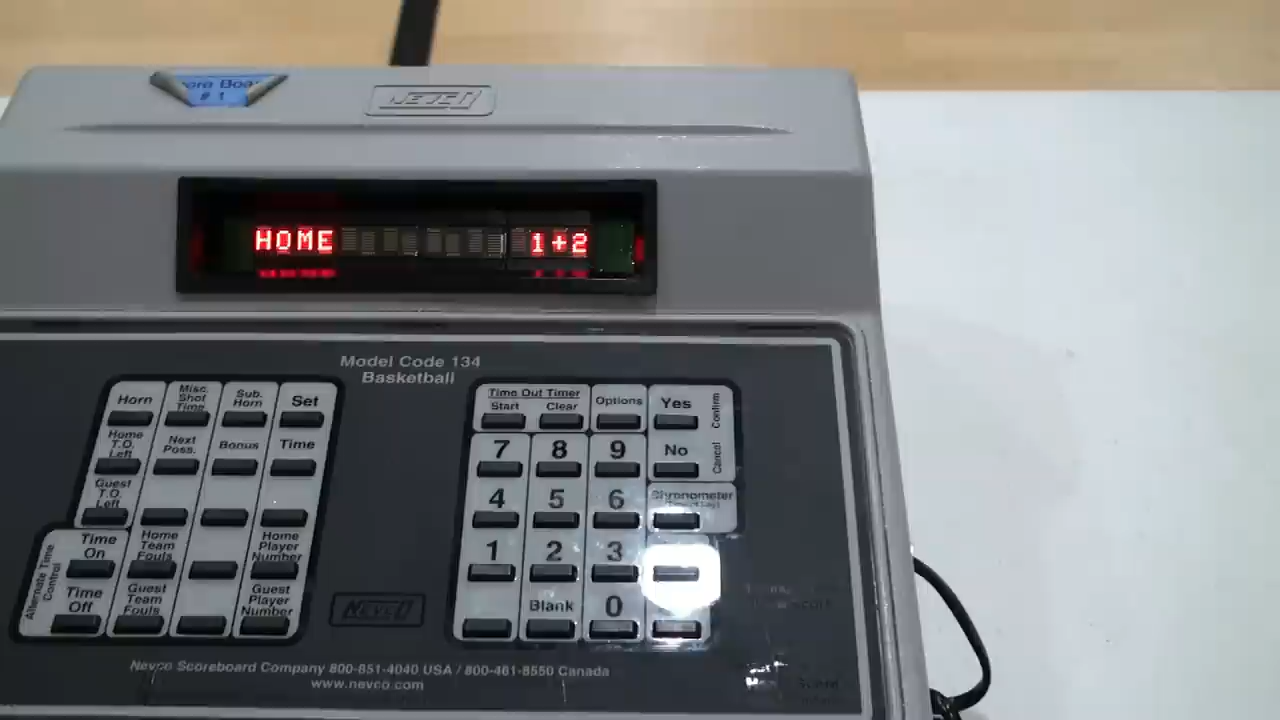 # 1
NEVCO
HOME 1+2
Model Code 134
Basketball
Horn
Misc.
Shot
Time
Sub.
Horn
Set
Home
T.O.
Left
Next
Poss.
Bonus
Time
Guest
T.O.
Left
Alternate Time
Control
Time
On
Home
Team
Fouls
Home
Player
Number
Time
Off
Guest
Team
Fouls
Guest
Player
Number
Time Out Timer
Start Clear
Options
Yes
Confirm
7 8 9
No
Cancel
4 5 6
Chronometer
1 2 3
Blank 0
NEVCO
Nevco Scoreboard Company 800-851-4040 USA / 800-461-8550 Canada
www.nevco.com